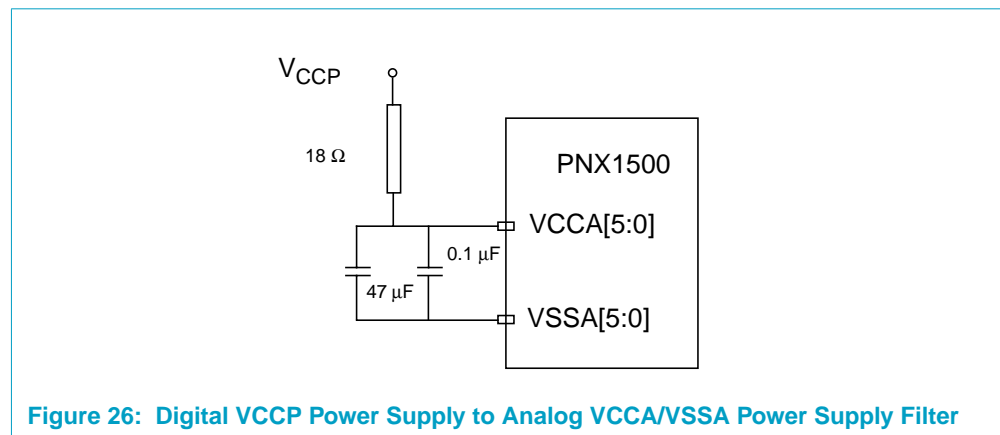 VCCP
18 Ω
PNX1500
VCCA[5:0]
0.1 μF
47 μF
VSSA[5:0]
Figure 26: Digital VCCP Power Supply to Analog VCCA/VSSA Power Supply Filter